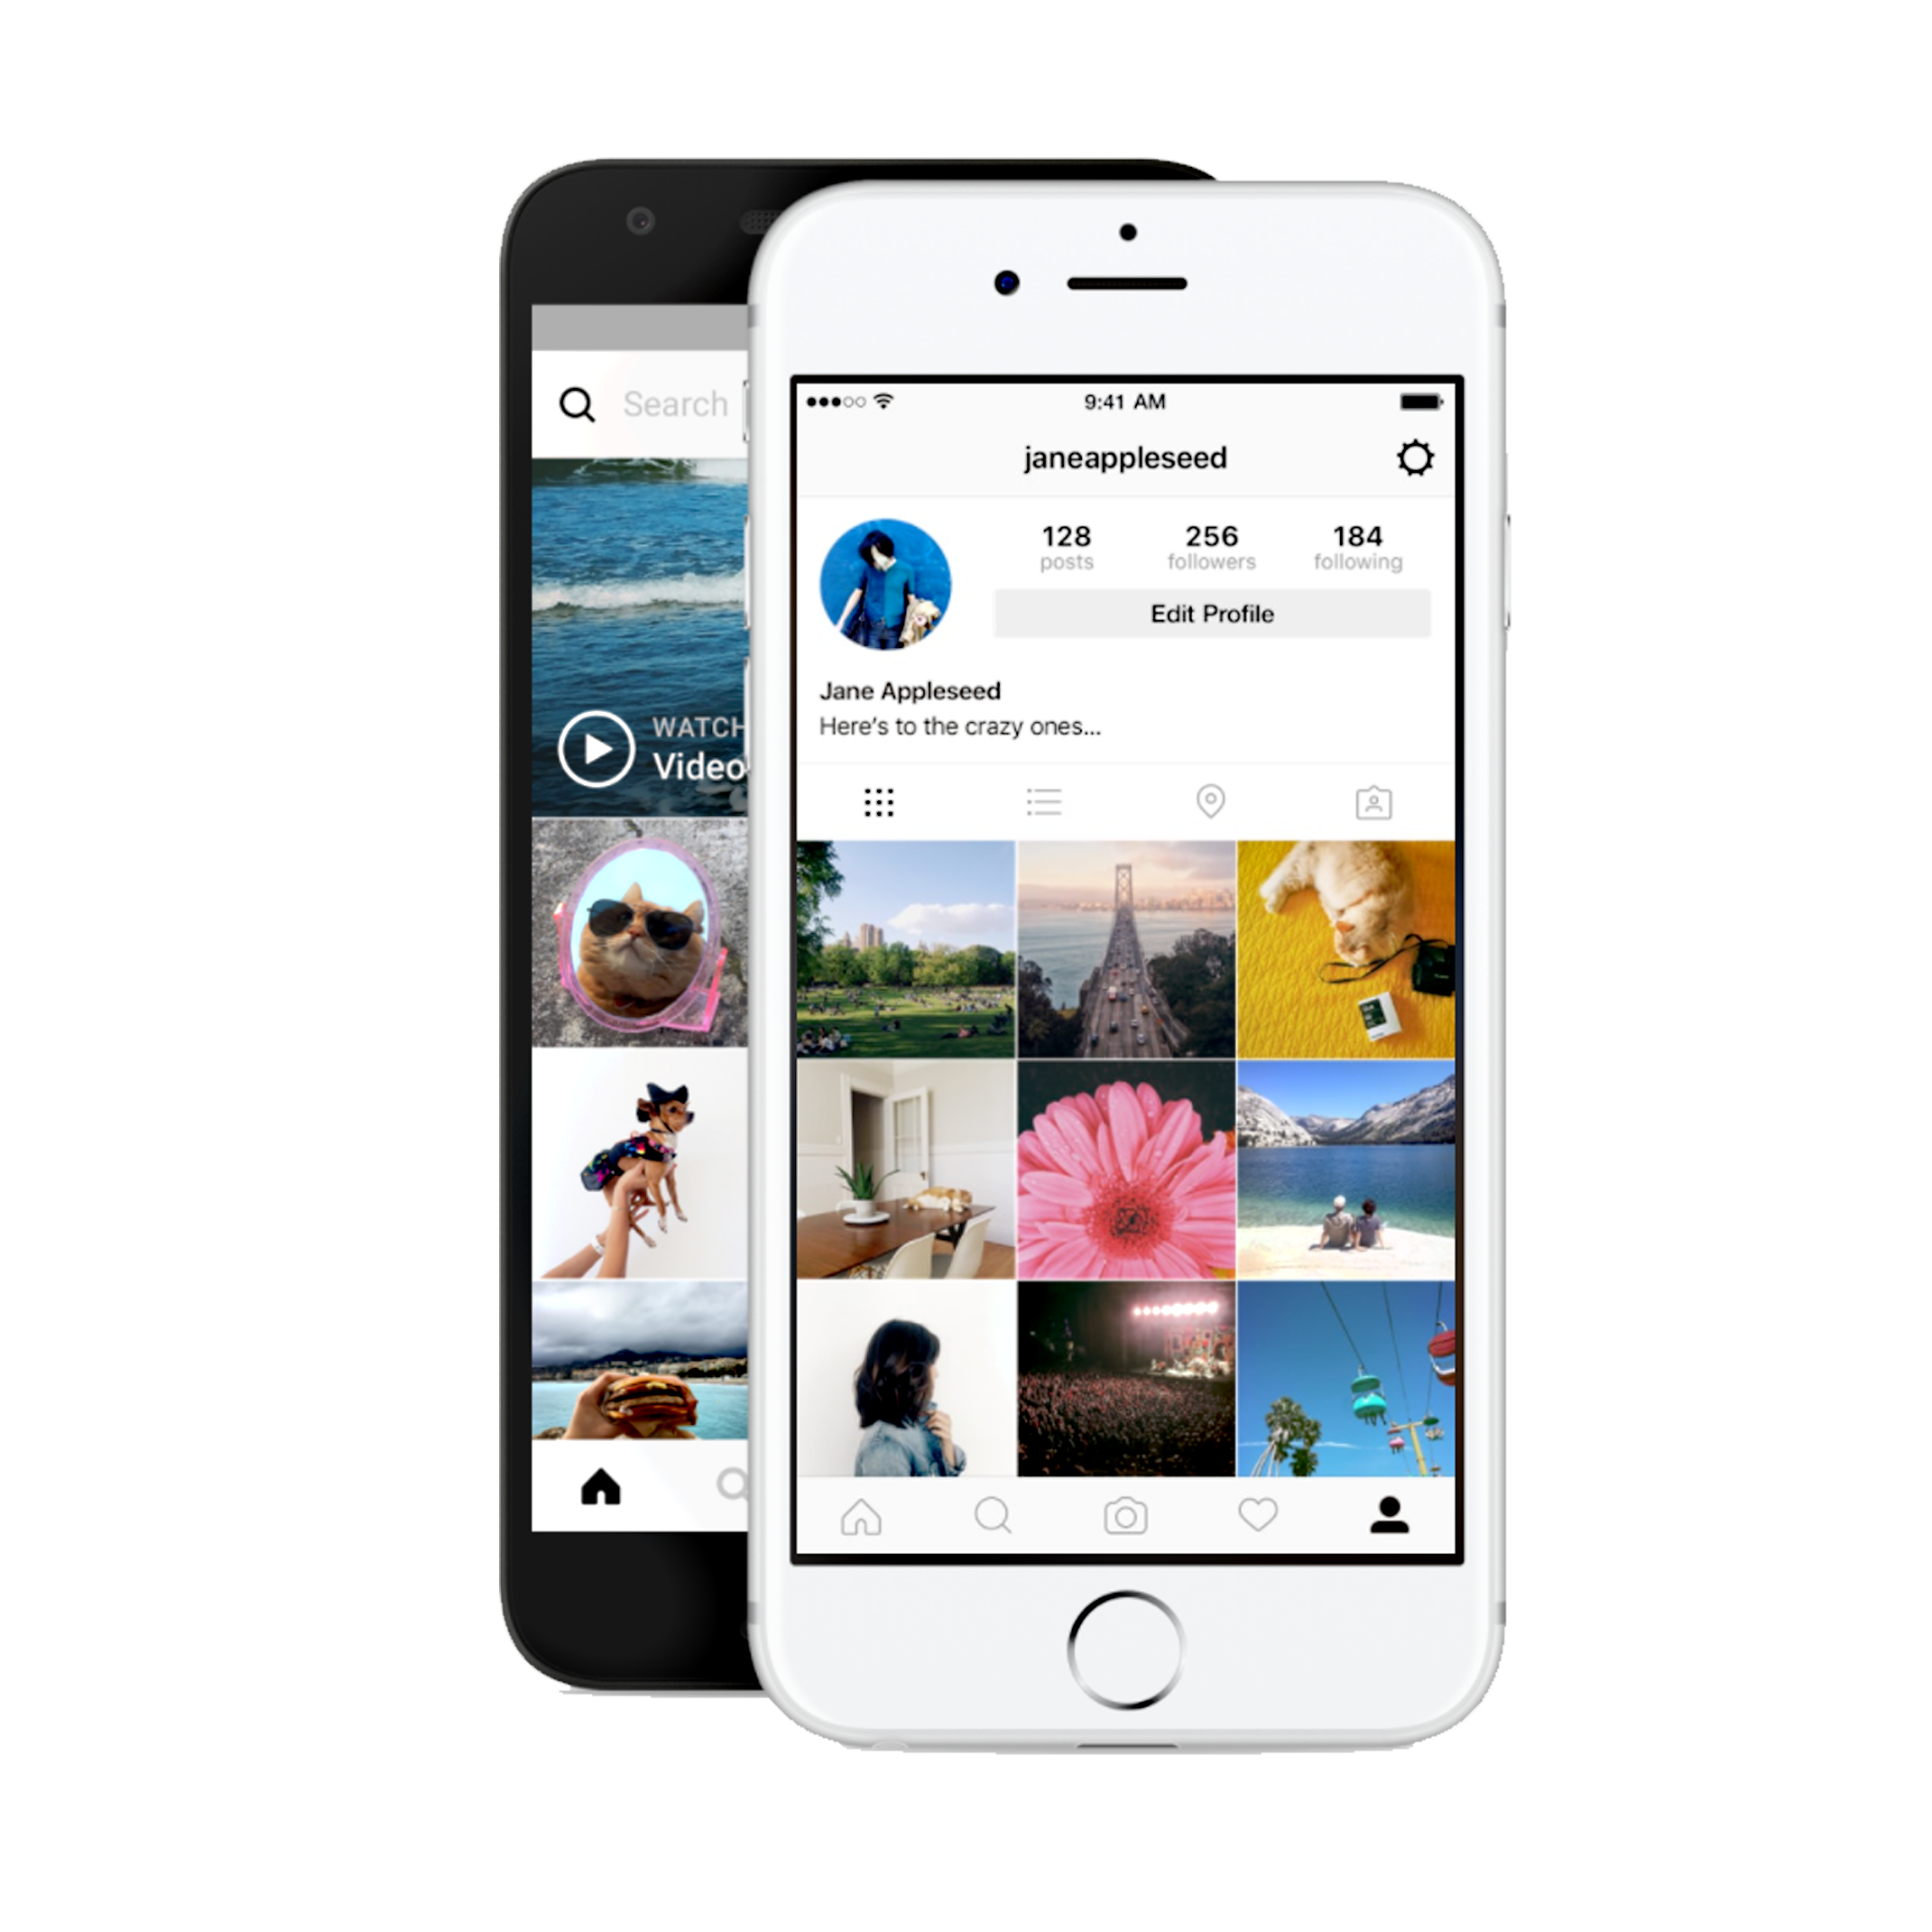 Search
WATCH
Video
9:41 AM
janeappleseed
128 256 184
posts followers following
Edit Profile
Jane Appleseed
Here’s to the crazy ones...